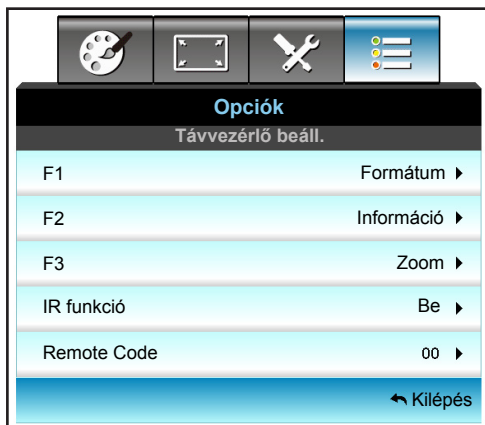 Opciók
Távvezérlő beáll.
F1 Formátum
F2 Információ
F3 Zoom
IR funkció Be
Remote Code 00
Kilépés